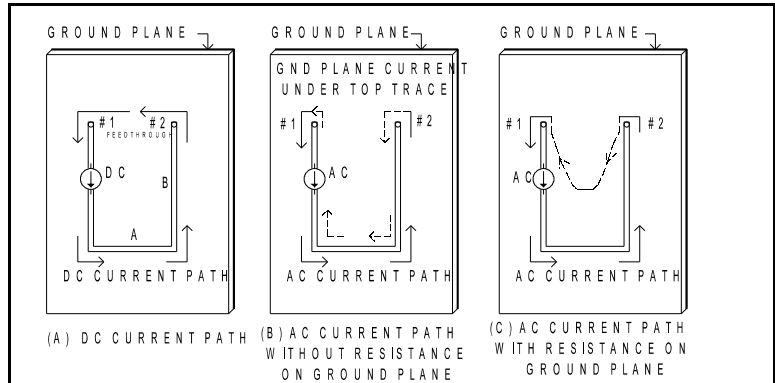 GROUND PLANE
#1 #2
FEEDTHROUGH
DC
B
A
DC CURRENT PATH
(A) DC CURRENT PATH
GROUND PLANE
GND PLANE CURRENT
UNDER TOP TRACE
#1
#2
AC
AC CURRENT PATH
(B) AC CURRENT PATH
WITHOUT RESISTANCE
ON GROUND PLANE
GROUND PLANE
#1
#2
AC
AC CURRENT PATH
(C) AC CURRENT PATH
WITH RESISTANCE ON
GROUND PLANE